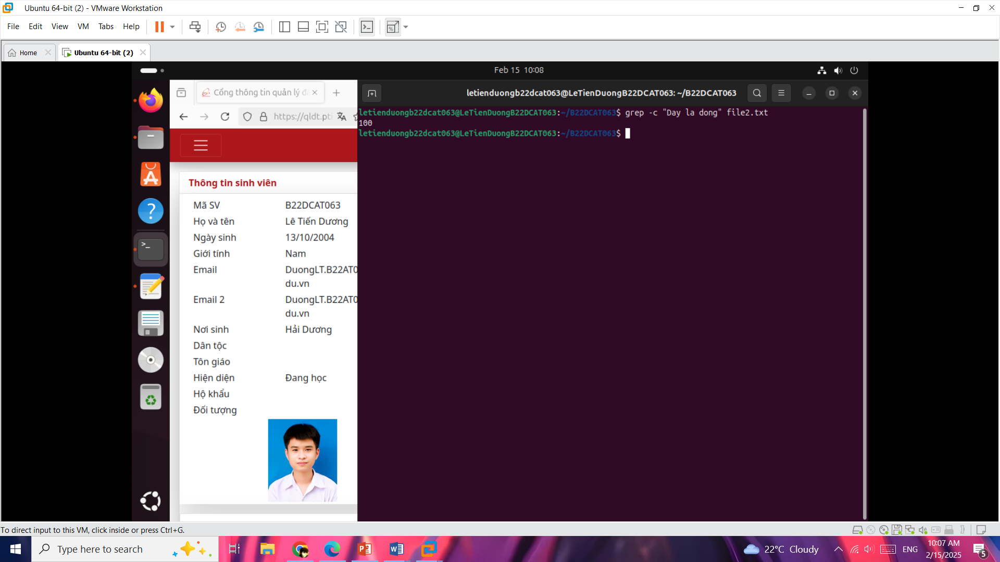 Ubuntu 64-bit (2) - VMware Workstation
File Edit View VM Tabs Help
Home
Ubuntu 64-bit (2)
Feb 15 10:08
Cổng thông tin quản lý đà
letienduongb22dcat063@LeTienDuongB22DCAT063: ~/B22DCAT063
https://qldt.pti
letienduongb22dcat063@LeTienDuongB22DCAT063:~/B22DCAT063$ grep -c "Day la dong" file2.txt
100
letienduongb22dcat063@LeTienDuongB22DCAT063:~/B22DCAT063$
Thông tin sinh viên
Mã SV B22DCAT063
Họ và tên Lê Tiến Dương
Ngày sinh 13/10/2004
Giới tính Nam
Email DuongLT.B22AT0
du.vn
Email 2 DuongLT.B22AT0
du.vn
Nơi sinh Hải Dương
Dân tộc
Tôn giáo
Hiện diện Đang học
Hộ khẩu
Đối tượng
To direct input to this VM, click inside or press Ctrl+G.
Type here to search
22°C Cloudy
ENG
10:07 AM
2/15/2025
5